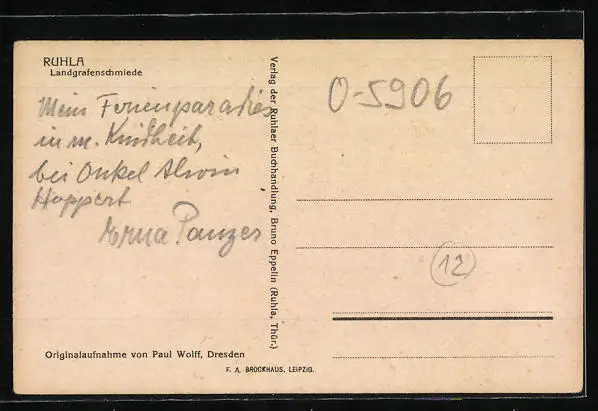 RUHLA
Landgrafenschmiede
Mein Ferienparadies
in m. Kindheit,
bei Onkel Alwin
Hoppert
Erna Panzer
Verlag der Ruhlaer Buchhandlung, Bruno Eppelin (Ruhla, Thür.)
O-5906
12
Originalaufnahme von Paul Wolff, Dresden
F. A. BROCKHAUS, LEIPZIG.